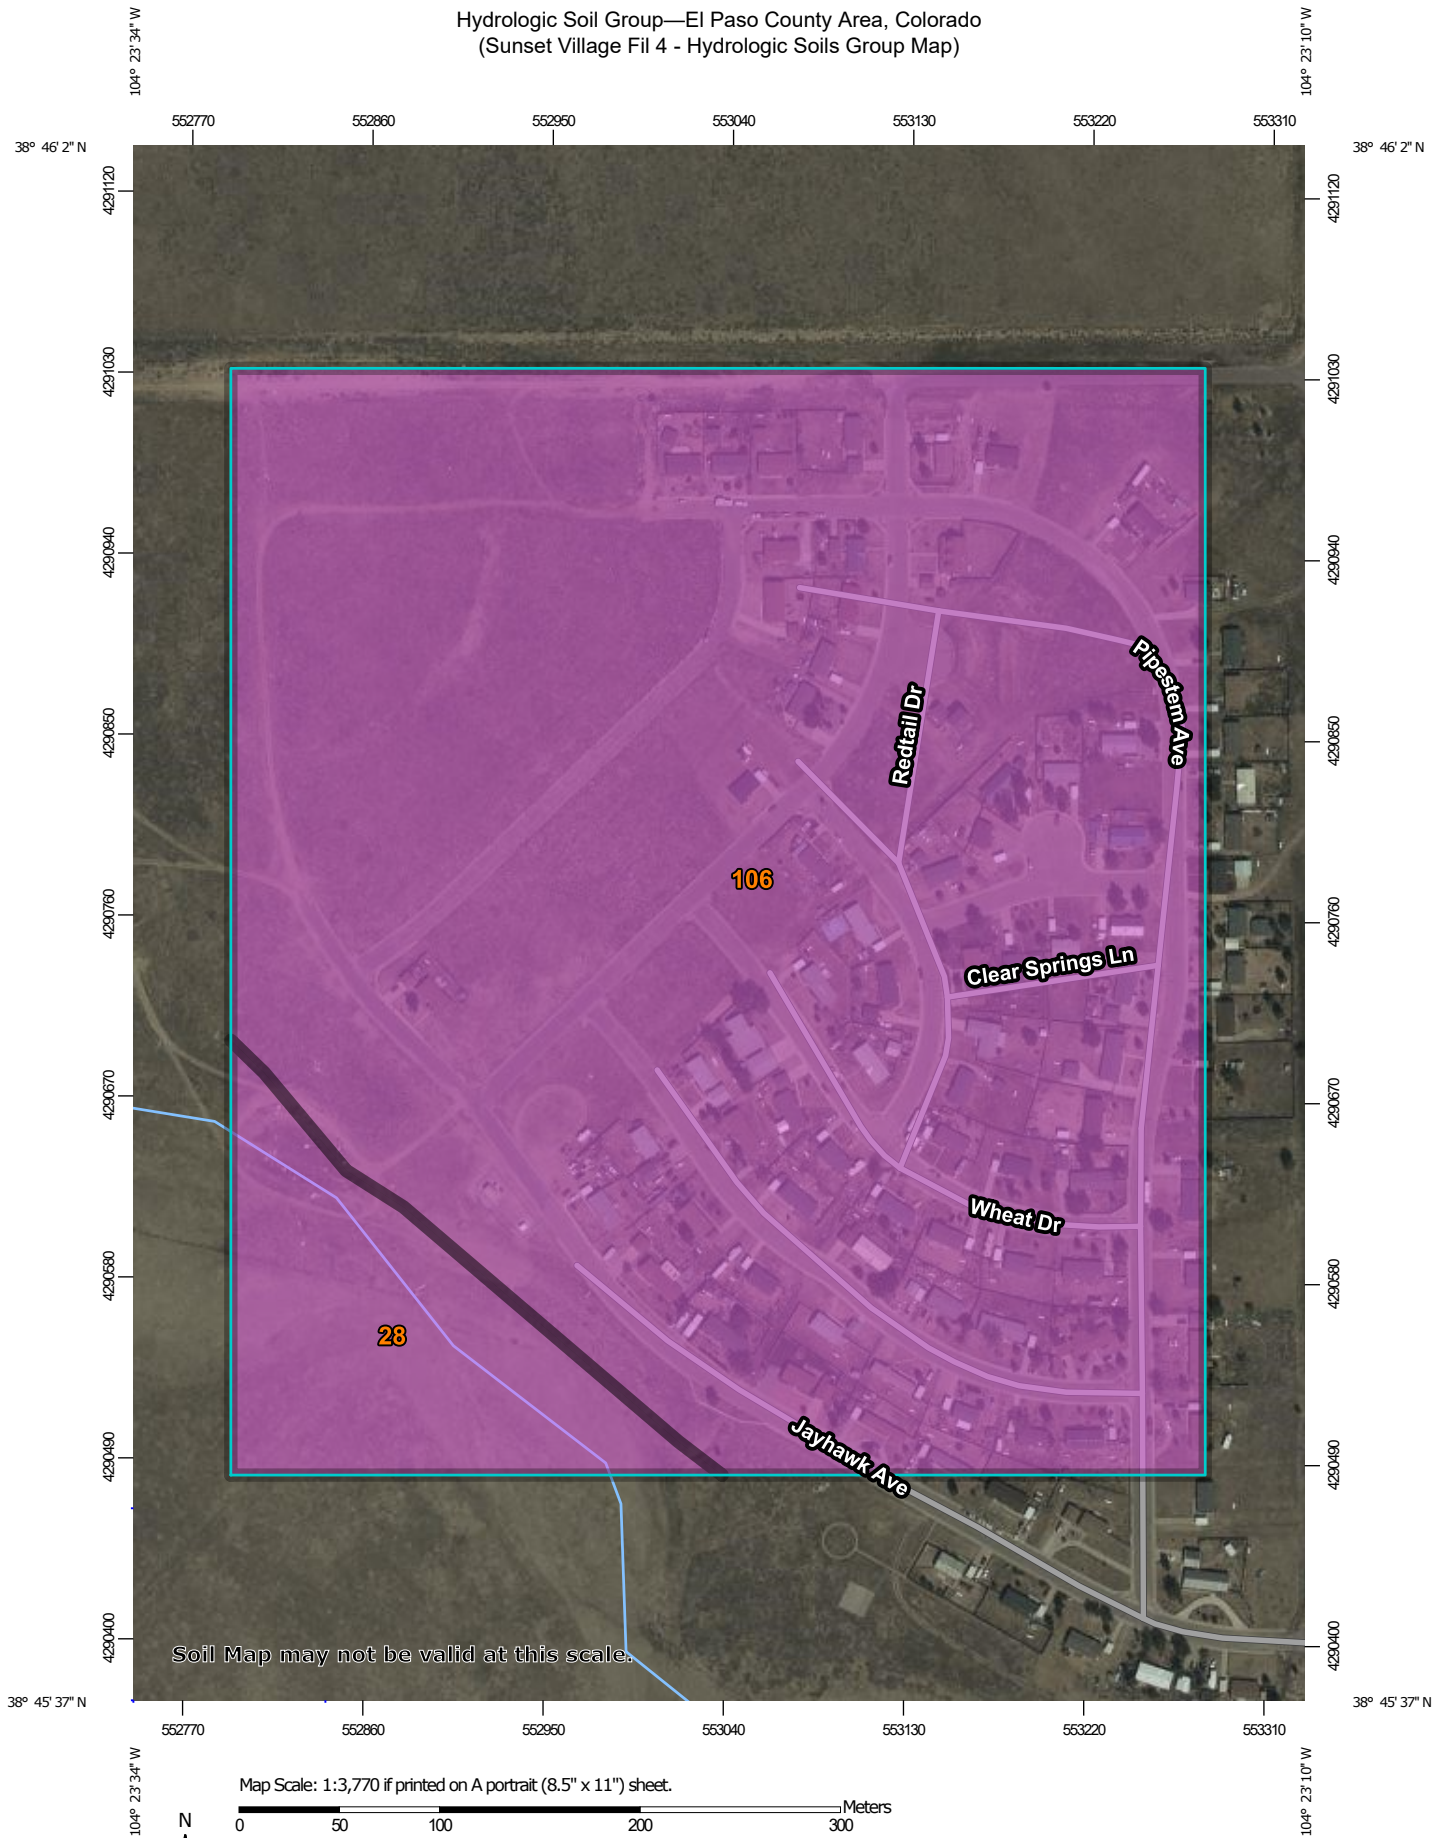 Hydrologic Soil Group—El Paso County Area, Colorado
(Sunset Village Fil 4 - Hydrologic Soils Group Map)
104° 23' 34" W
104° 23' 10" W
552770 552860 552950 553040 553130 553220 553310
38° 46' 2" N
38° 46' 2" N
4291120
4291120
4291030
4291030
4290940
4290940
Pipestem Ave
Redtail Dr
4290850
4290850
106
4290760
4290760
Clear Springs Ln
4290670
4290670
Wheat Dr
4290580
4290580
28
Jayhawk Ave
4290490
4290490
4290400
4290400
Soil Map may not be valid at this scale.
38° 45' 37" N
38° 45' 37" N
552770 552860 552950 553040 553130 553220 553310
104° 23' 34" W
104° 23' 10" W
Map Scale: 1:3,770 if printed on A portrait (8.5" x 11") sheet.
Meters
N
0 50 100 200 300